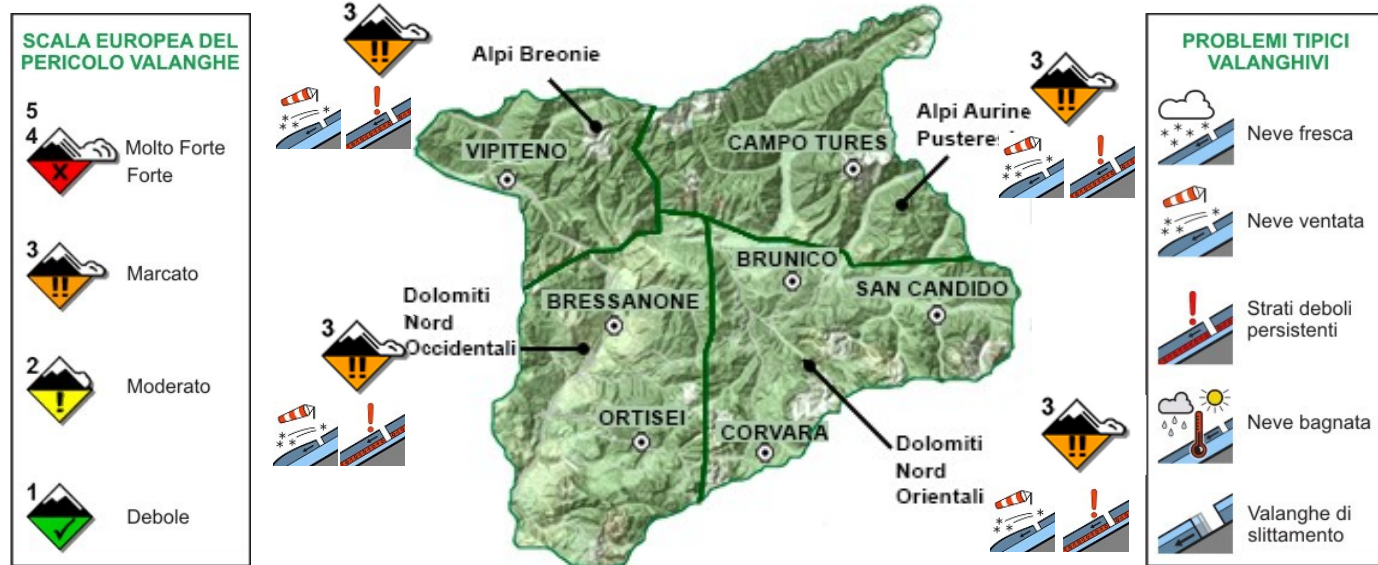 SCALA EUROPEA DEL
PERICOLO VALANGHE
5
4
Molto Forte
Forte
3
Marcato
2
Moderato
1
Debole
3
Alpi Breonie
VIPITENO
CAMPO TURES
Alpi Aurine
Pusteres
3
Dolomiti
Nord
Occidentali
3
BRESSANONE
BRUNICO
SAN CANDIDO
ORTISEI
CORVARA
Dolomiti
Nord
Orientali
3
PROBLEMI TIPICI
VALANGHIVI
Neve fresca
Neve ventata
Strati deboli
persistenti
Neve bagnata
Valanghe di
slittamento